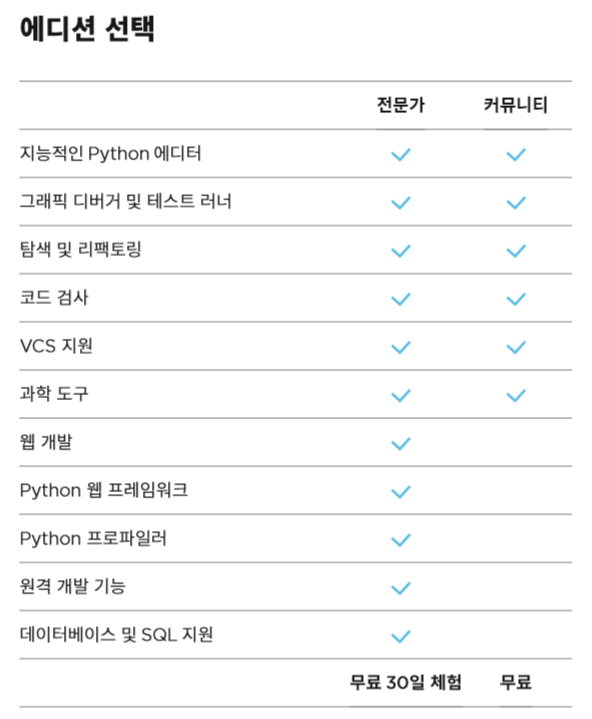 에디션 선택
전문가 커뮤니티
지능적인 Python 에디터
그래픽 디버거 및 테스트 러너
탐색 및 리팩토링
코드 검사
VCS 지원
과학 도구
웹 개발
Python 웹 프레임워크
Python 프로파일러
원격 개발 기능
데이터베이스 및 SQL 지원
무료 30일 체험 무료